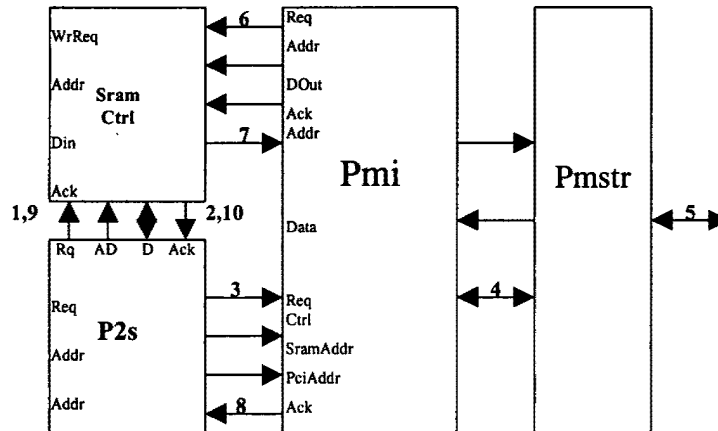 6
Req
WrReq
Addr
Addr
Sram
Ctrl
DOut
Ack
Din
7
Addr
Pmi
Pmstr
Ack
1,9
2,10
5
Rq
AD
D
Ack
Data
3
4
Req
Req
Ctrl
P2s
SramAddr
Addr
PciAddr
8
Ack
Addr